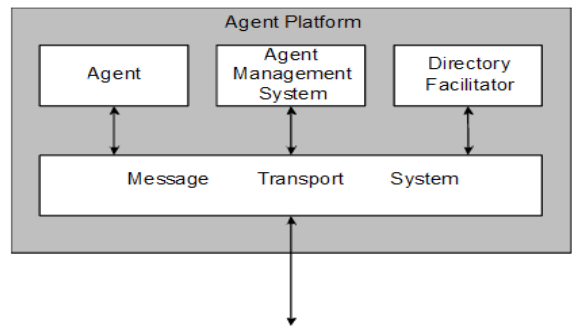 Agent Platform
Agent
Agent
Management
System
Directory
Facilitator
Message Transport System